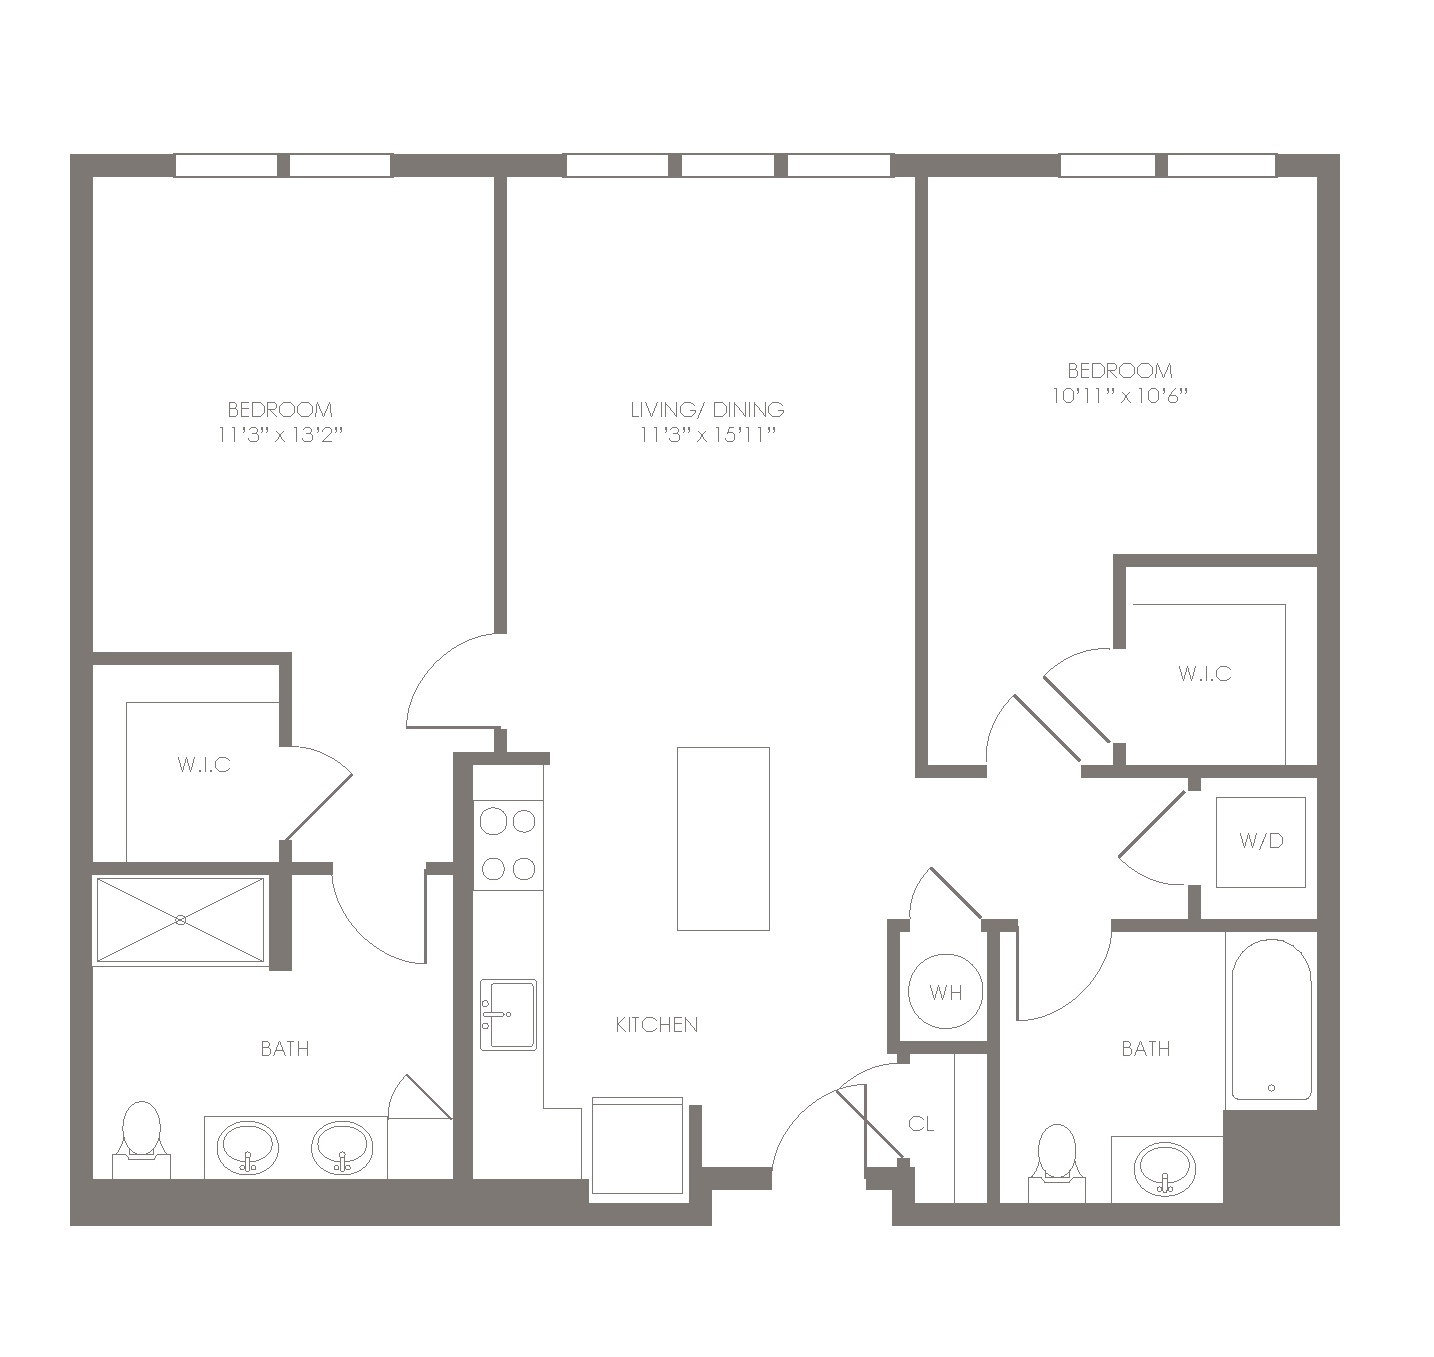 BEDROOM
11'3" x 13'2"
LIVING/ DINING
11'3" x 15'11"
BEDROOM
10'11" x 10'6"
W.I.C
W.I.C
W/D
WH
KITCHEN
BATH
BATH
CL